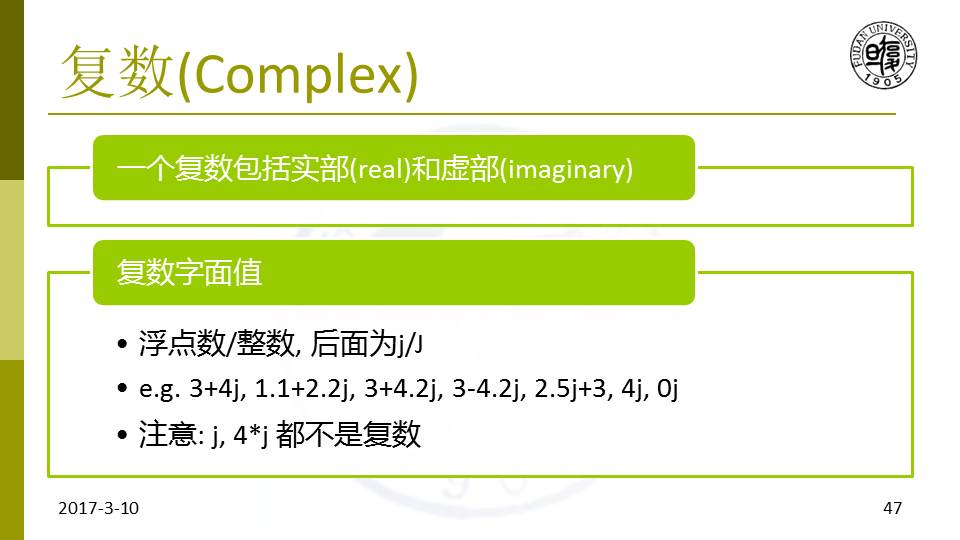 复数(Complex)
FUDAN UNIVERSITY
1905
一个复数包括实部(real)和虚部(imaginary)
复数字面值
• 浮点数/整数, 后面为j/J
• e.g. 3+4j, 1.1+2.2j, 3+4.2j, 3-4.2j, 2.5j+3, 4j, 0j
• 注意: j, 4*j 都不是复数
2017-3-10
47